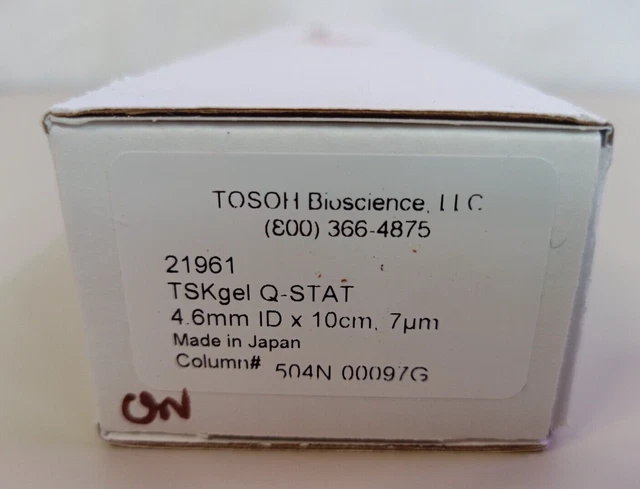 TOSOH Bioscience, LLC
(800) 366-4875
21961
TSKgel Q-STAT
4.6mm ID x 10cm, 7µm
Made in Japan
Column# 504N 00097G
ON